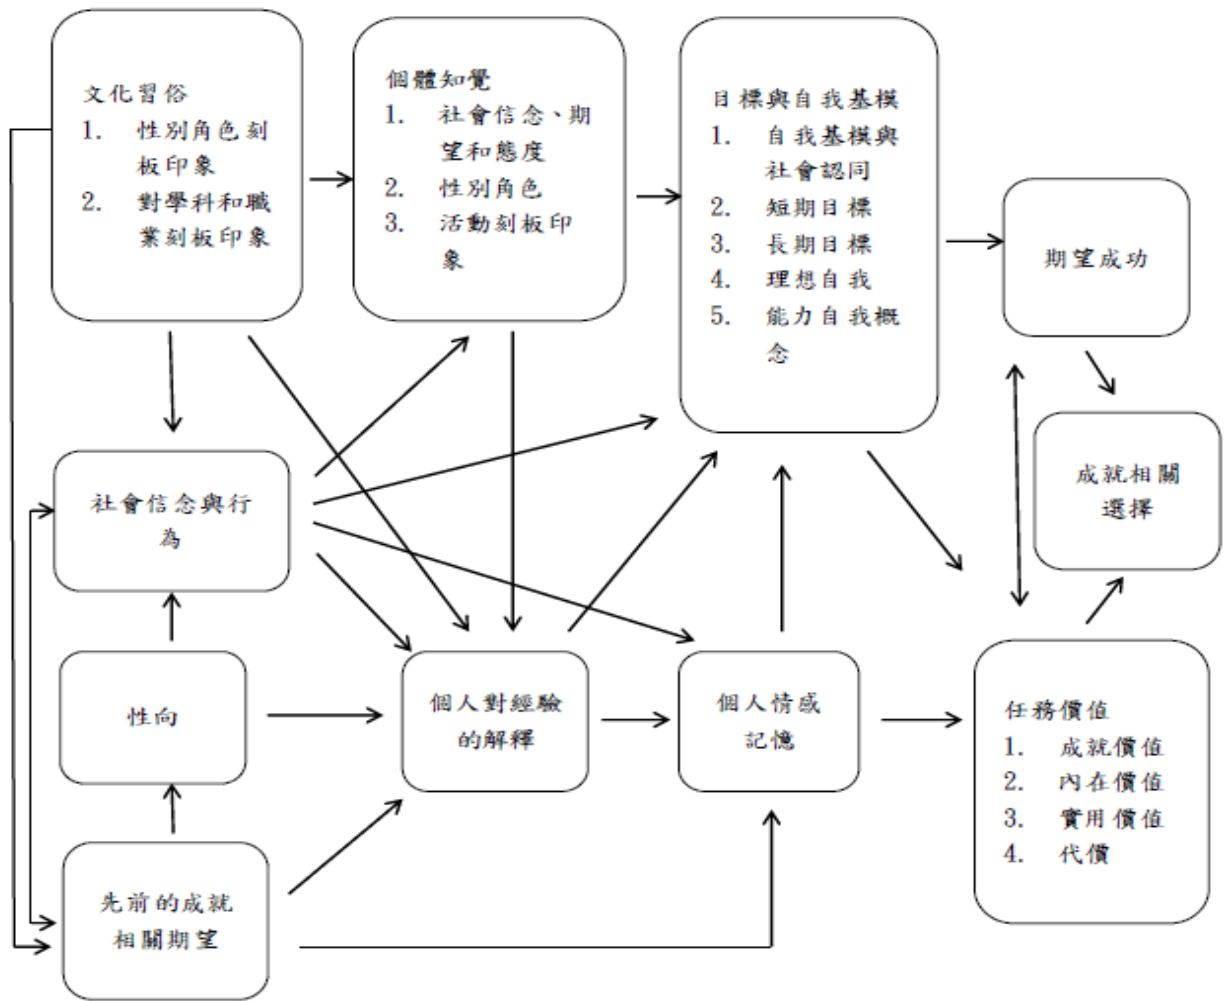 文化習俗
1. 性別角色刻
板印象
2. 對學科和職
業刻板印象
個體知覺
1. 社會信念、期
望和態度
2. 性別角色
3. 活動刻板印
象
目標與自我基模
1. 自我基模與
社會認同
2. 短期目標
3. 長期目標
4. 理想自我
5. 能力自我概
念
期望成功
成就相關
選擇
社會信念與行
為
性向
個人對經驗
的解釋
個人情感
記憶
任務價值
1. 成就價值
2. 內在價值
3. 實用價值
4. 代價
先前的成就
相關期望